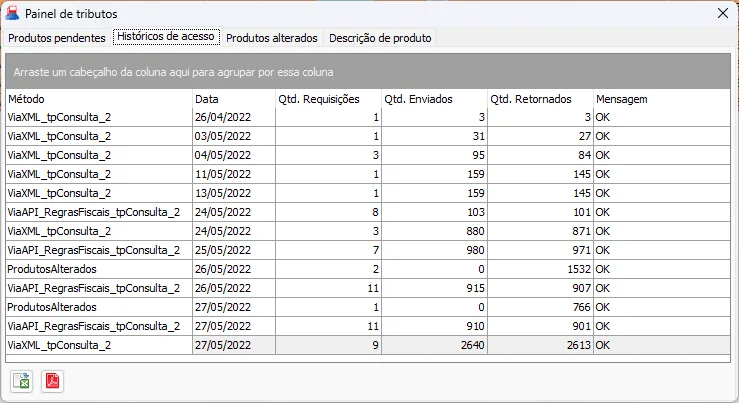 Painel de tributos
Produtos pendentes Históricos de acesso Produtos alterados Descrição de produto
Arraste um cabeçalho da coluna aqui para agrupar por essa coluna
Método Data Qtd. Requisições Qtd. Enviados Qtd. Retornados Mensagem
ViaXML_tpConsulta_2 26/04/2022 1 3 3 OK
ViaXML_tpConsulta_2 03/05/2022 1 31 27 OK
ViaXML_tpConsulta_2 04/05/2022 3 95 84 OK
ViaXML_tpConsulta_2 11/05/2022 1 159 145 OK
ViaXML_tpConsulta_2 13/05/2022 1 159 145 OK
ViaAPI_RegrasFiscais_tpConsulta_2 24/05/2022 8 103 101 OK
ViaXML_tpConsulta_2 24/05/2022 3 880 871 OK
ViaAPI_RegrasFiscais_tpConsulta_2 25/05/2022 7 980 971 OK
ProdutosAlterados 26/05/2022 2 0 1532 OK
ViaAPI_RegrasFiscais_tpConsulta_2 26/05/2022 11 915 907 OK
ProdutosAlterados 27/05/2022 1 0 766 OK
ViaAPI_RegrasFiscais_tpConsulta_2 27/05/2022 11 910 901 OK
ViaXML_tpConsulta_2 27/05/2022 9 2640 2613 OK